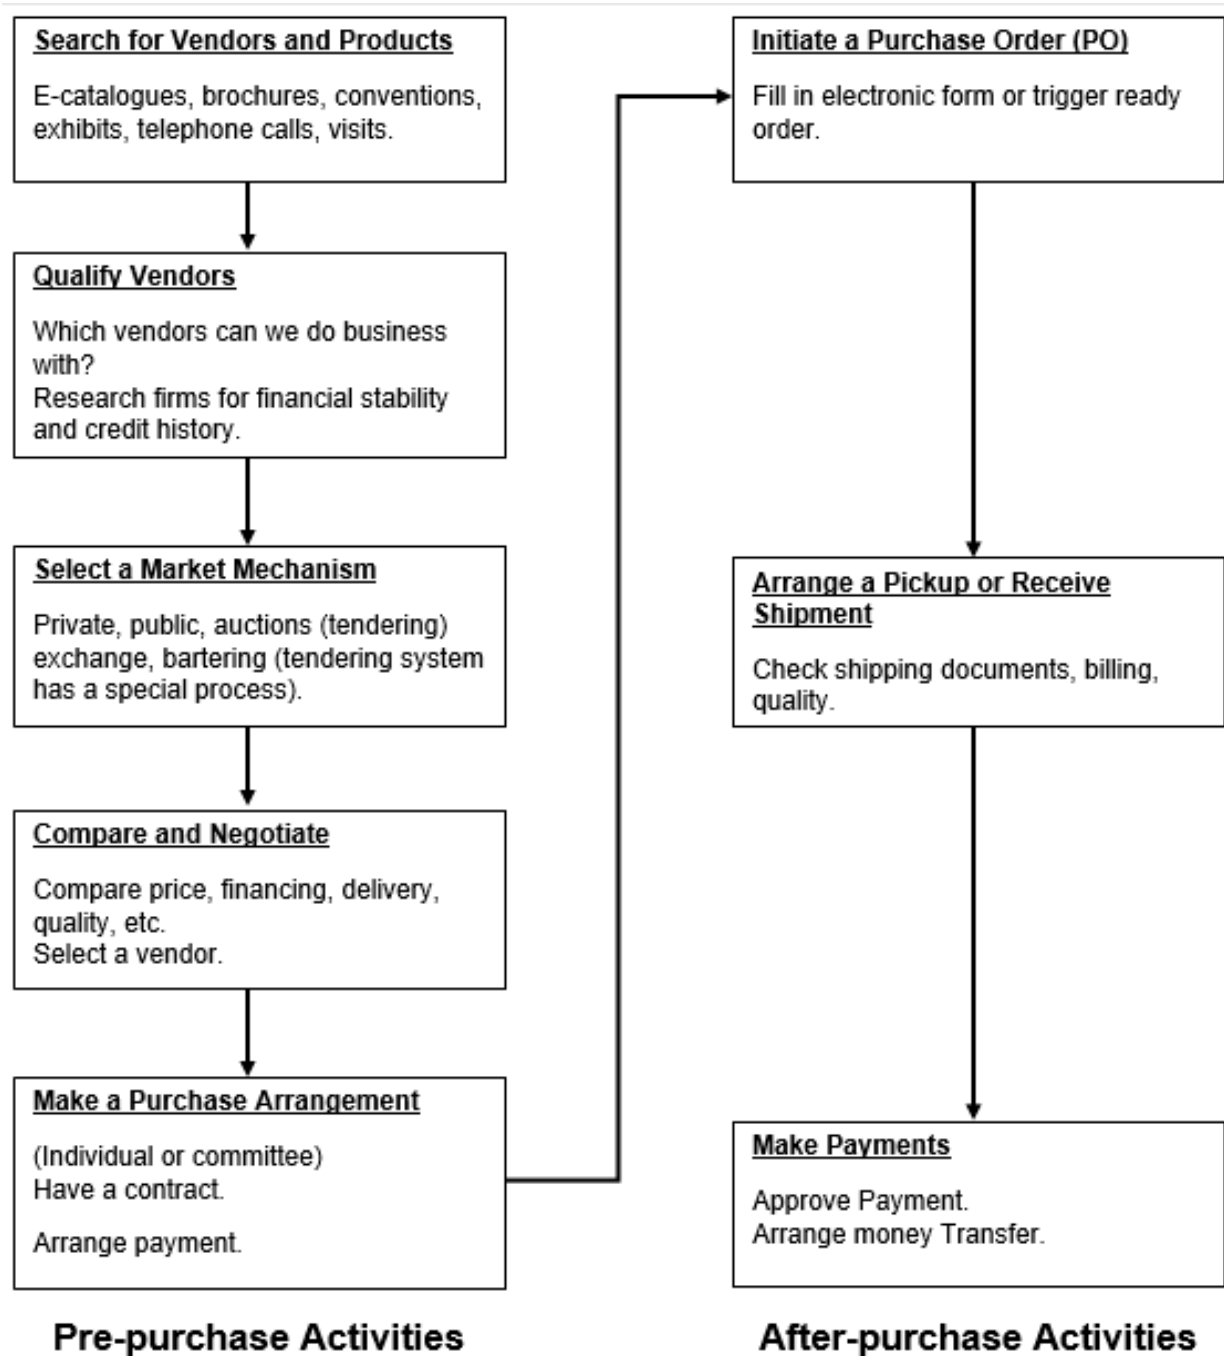 Search for Vendors and Products
E-catalogues, brochures, conventions,
exhibits, telephone calls, visits.
Qualify Vendors
Which vendors can we do business
with?
Research firms for financial stability
and credit history.
Select a Market Mechanism
Private, public, auctions (tendering)
exchange, bartering (tendering system
has a special process).
Compare and Negotiate
Compare price, financing, delivery,
quality, etc.
Select a vendor.
Make a Purchase Arrangement
(Individual or committee)
Have a contract.
Arrange payment.
Pre-purchase Activities
Initiate a Purchase Order (PO)
Fill in electronic form or trigger ready
order.
Arrange a Pickup or Receive
Shipment
Check shipping documents, billing,
quality.
Make Payments
Approve Payment.
Arrange money Transfer.
After-purchase Activities